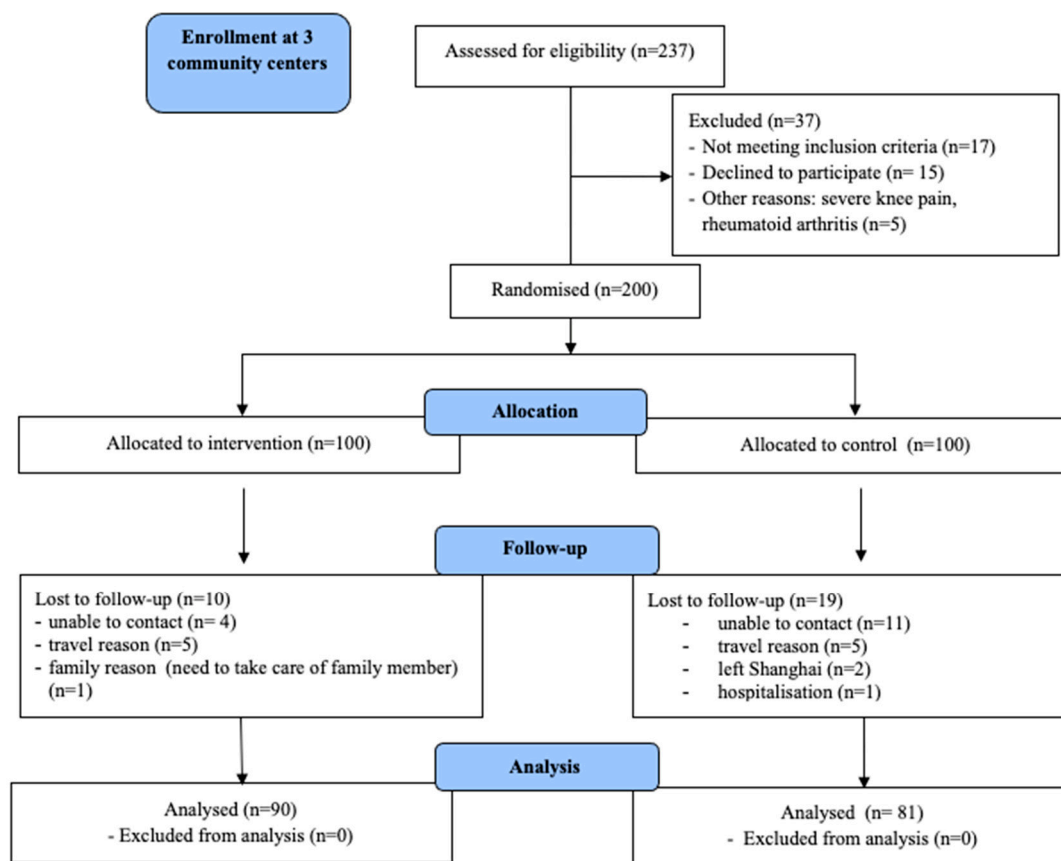 Enrollment at 3
community centers
Assessed for eligibility (n=237)
Excluded (n=37)
- Not meeting inclusion criteria (n=17)
- Declined to participate (n= 15)
- Other reasons: severe knee pain,
rheumatoid arthritis (n=5)
Randomised (n=200)
Allocation
Allocated to intervention (n=100)
Allocated to control (n=100)
Follow-up
Lost to follow-up (n=10)
- unable to contact (n= 4)
- travel reason (n=5)
- family reason (need to take care of family member)
(n=1)
Lost to follow-up (n=19)
- unable to contact (n=11)
- travel reason (n=5)
- left Shanghai (n=2)
- hospitalisation (n=1)
Analysis
Analysed (n=90)
- Excluded from analysis (n=0)
Analysed (n= 81)
- Excluded from analysis (n=0)